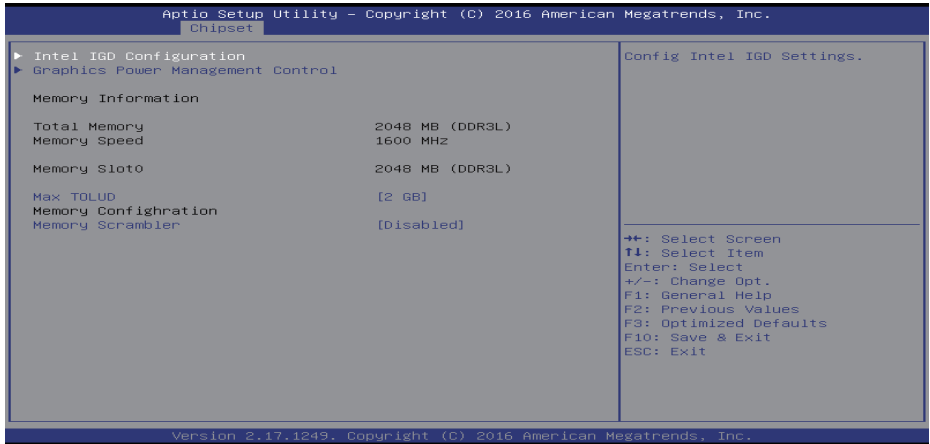 Aptio Setup Utility – Copyright (C) 2016 American Megatrends, Inc.
Chipset
► Intel IGD Configuration
► Graphics Power Management Control
Memory Information
Total Memory 2048 MB (DDR3L)
Memory Speed 1600 MHz
Memory Slot0 2048 MB (DDR3L)
Max TOLUD [2 GB]
Memory Confighration
Memory Scrambler [Disabled]
Config Intel IGD Settings.
→←: Select Screen
↑↓: Select Item
Enter: Select
+/-: Change Opt.
F1: General Help
F2: Previous Values
F3: Optimized Defaults
F10: Save & Exit
ESC: Exit
Version 2.17.1249. Copyright (C) 2016 American Megatrends, Inc.